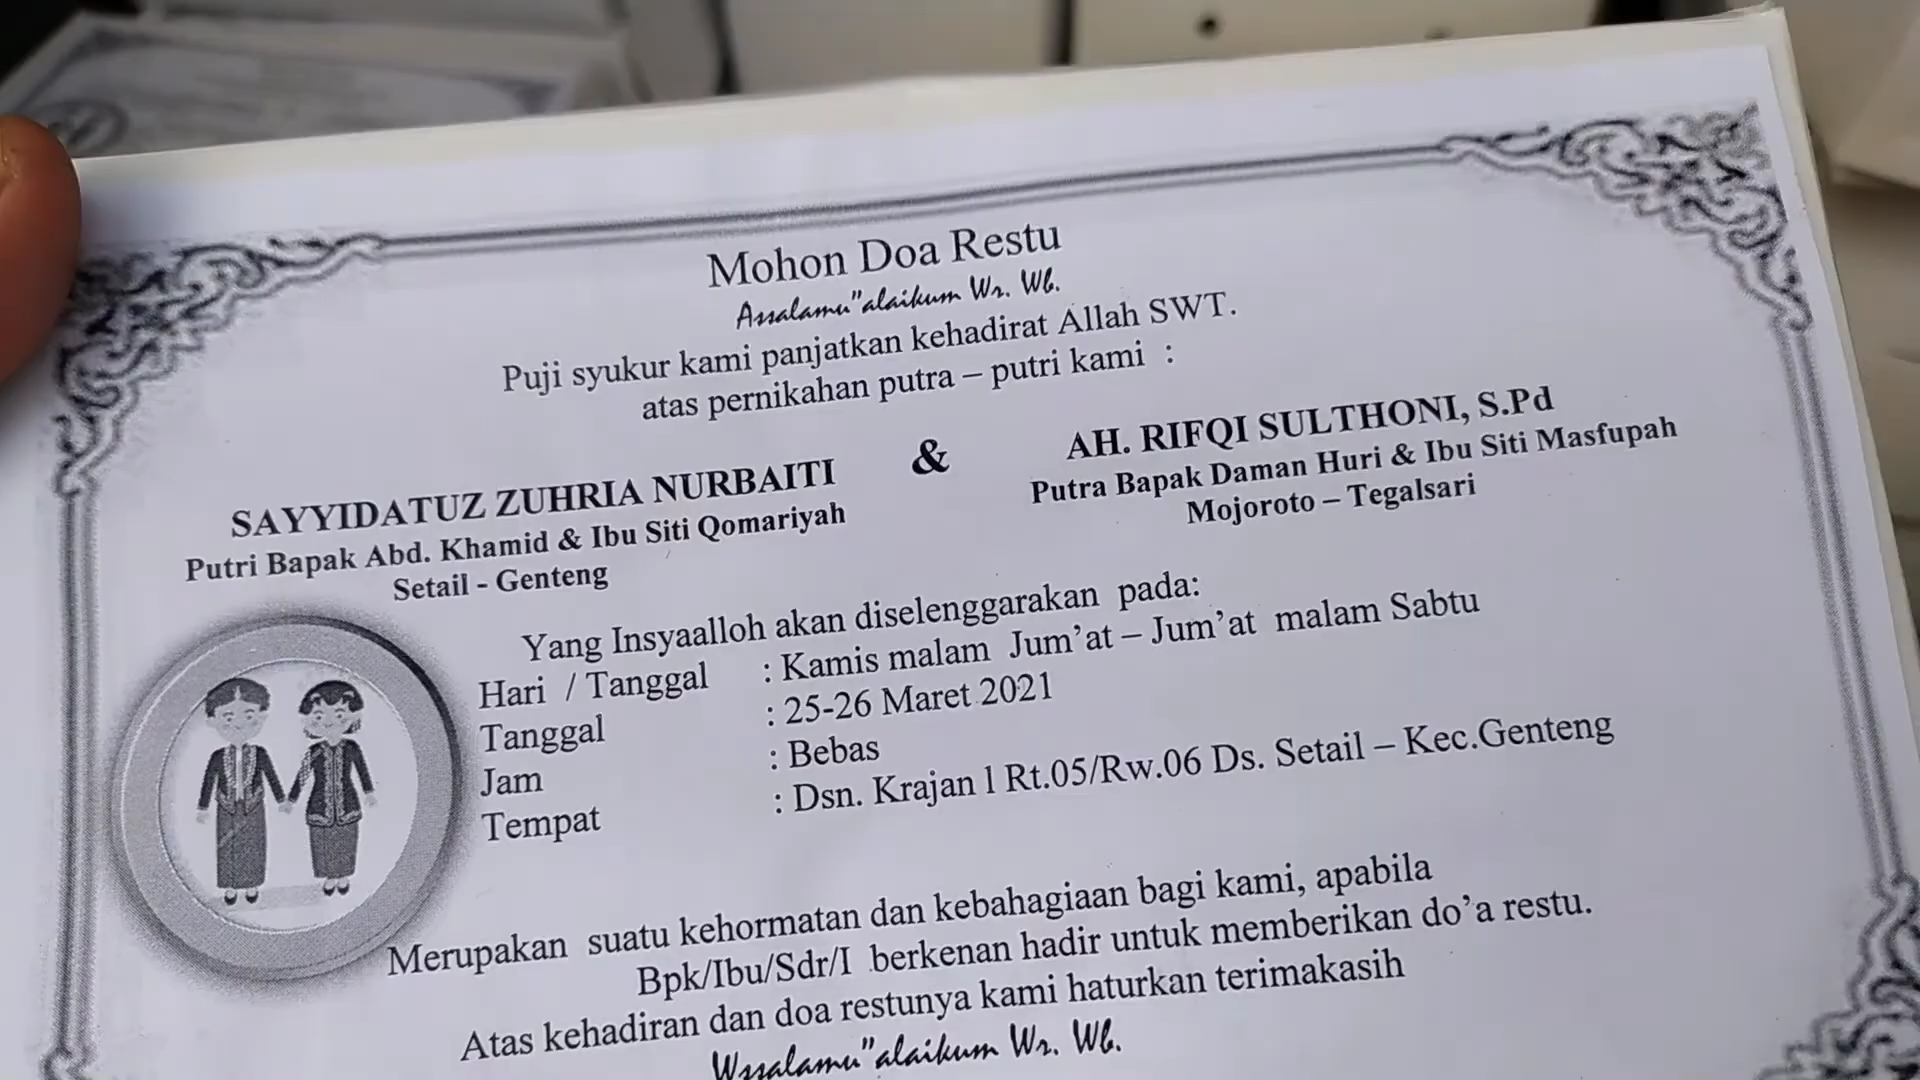 Mohon Doa Restu
Assalamu"alaikum Wr. Wb.
Puji syukur kami panjatkan kehadirat Allah SWT.
atas pernikahan putra – putri kami :
SAYYIDATUZ ZUHRIA NURBAITI
Putri Bapak Abd. Khamid & Ibu Siti Qomariyah
Setail - Genteng
&
AH. RIFQI SULTHONI, S.Pd
Putra Bapak Daman Huri & Ibu Siti Masfupah
Mojoroto – Tegalsari
Yang Insyaalloh akan diselenggarakan pada:
Hari / Tanggal : Kamis malam Jum'at – Jum'at malam Sabtu
Tanggal : 25-26 Maret 2021
Jam : Bebas
Tempat : Dsn. Krajan 1 Rt.05/Rw.06 Ds. Setail – Kec.Genteng
Merupakan suatu kehormatan dan kebahagiaan bagi kami, apabila
Bpk/Ibu/Sdr/I berkenan hadir untuk memberikan do'a restu.
Atas kehadiran dan doa restunya kami haturkan terimakasih
Wssalamu"alaikum Wr. Wb.